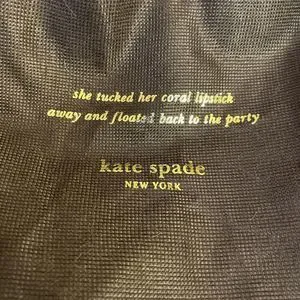 she tucked her coral lipstick
away and floated back to the party
kate spade
NEW YORK